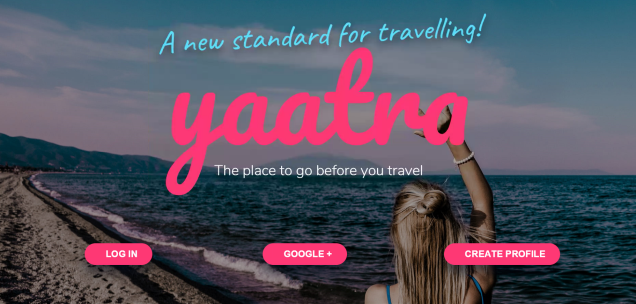 A new standard for travelling!
yaatra
The place to go before you travel
LOG IN
GOOGLE +
CREATE PROFILE